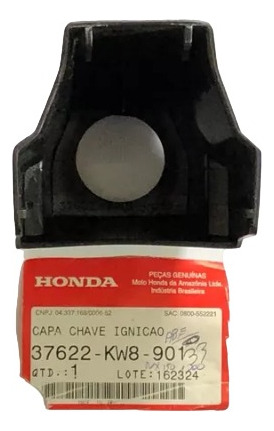 HONDA
PEÇAS GENUÍNAS
Moto Honda da Amazônia Ltda.
Indústria Brasileira
CNPJ 04.337.168/0006-52
SAC: 0800-552221
CAPA CHAVE IGNICAO
37622-KW8-901
QTD.:1
LOTE:162324